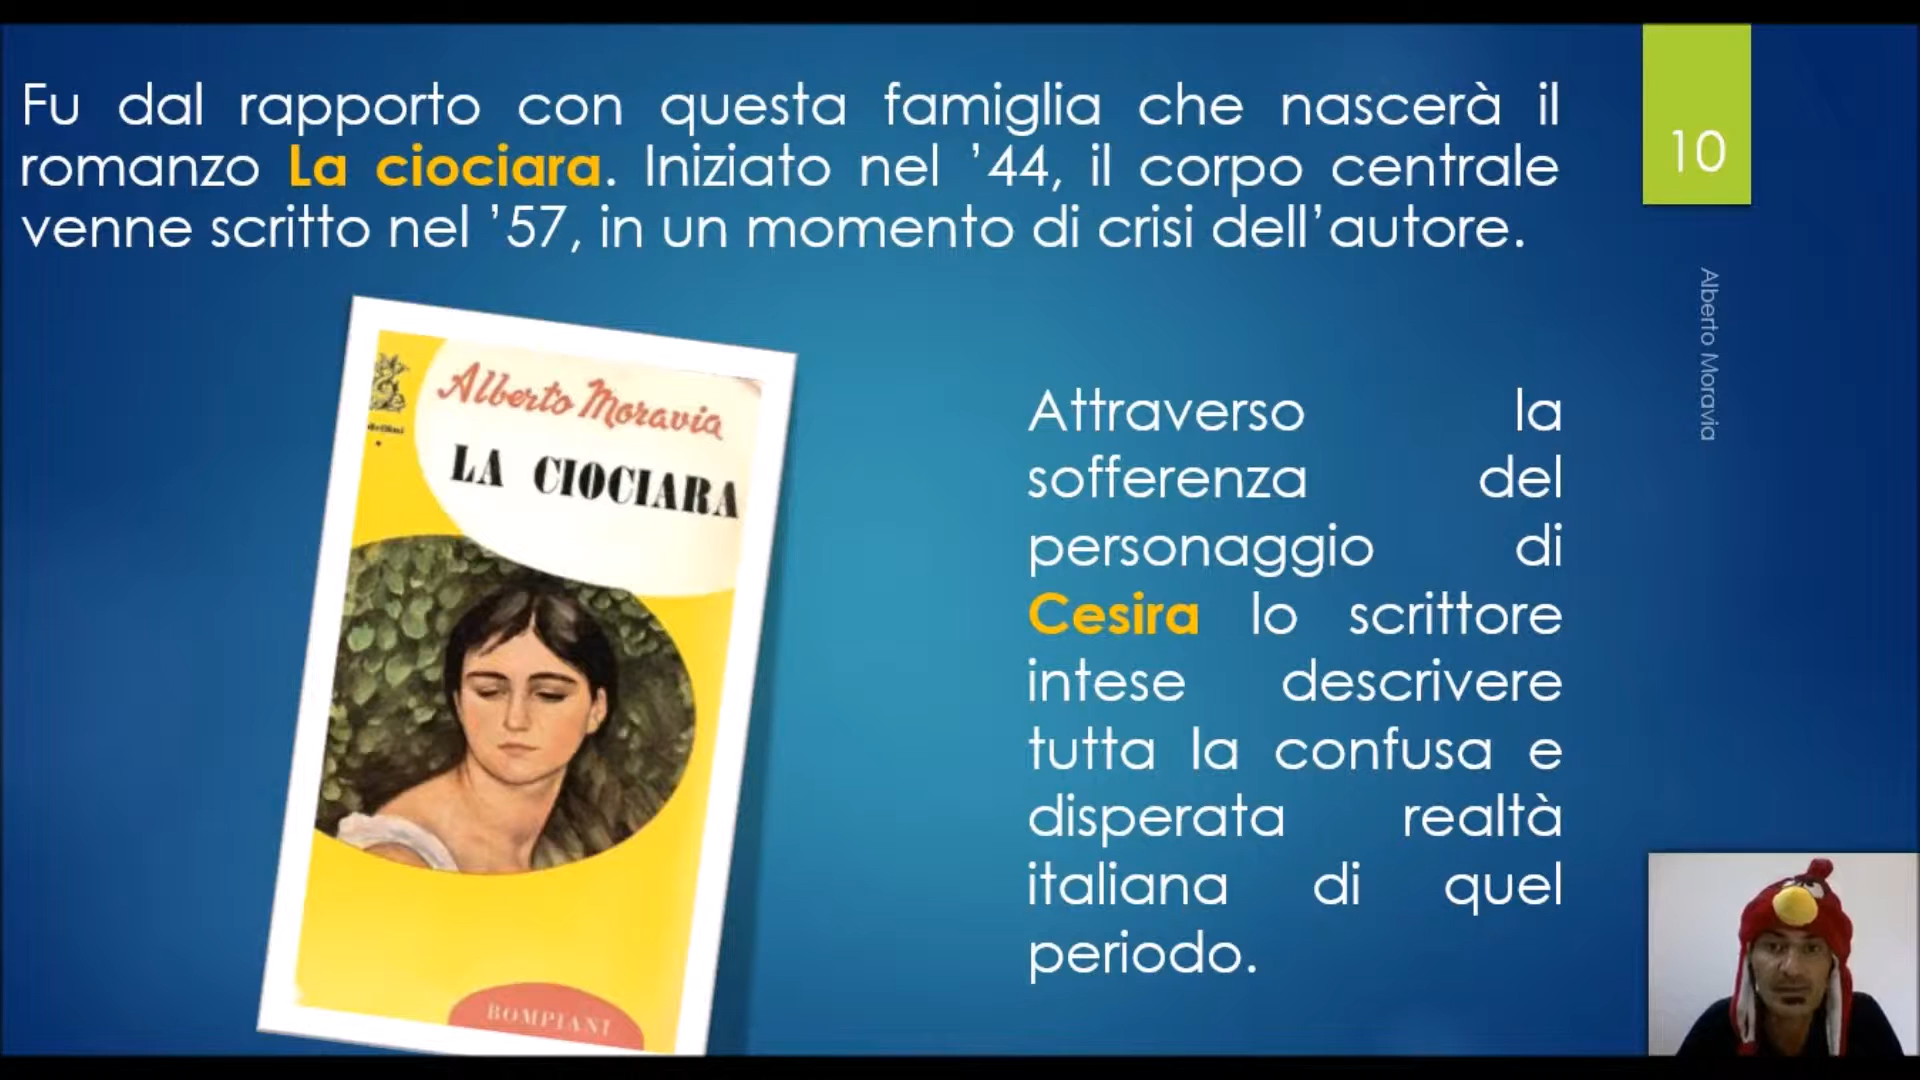 Fu dal rapporto con questa famiglia che nascerà il
romanzo La ciociara. Iniziato nel ’44, il corpo centrale
venne scritto nel ’57, in un momento di crisi dell’autore.
10
Alberto Moravia
Alberto Moravia
LA CIOCIARA
BOMPIANI
Attraverso la
sofferenza del
personaggio di
Cesira lo scrittore
intese descrivere
tutta la confusa e
disperata realtà
italiana di quel
periodo.